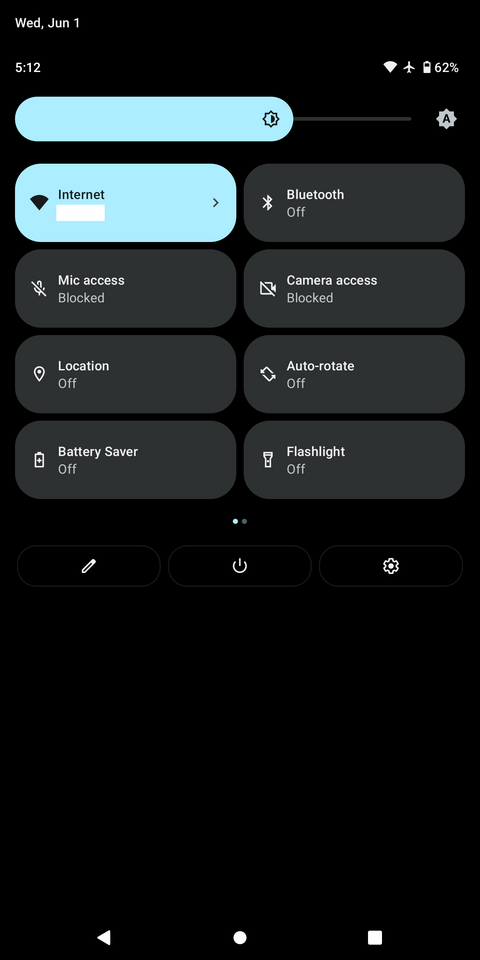 Wed, Jun 1
5:12
62%
A
Internet
Bluetooth
Off
Mic access
Blocked
Camera access
Blocked
Location
Off
Auto-rotate
Off
Battery Saver
Off
Flashlight
Off